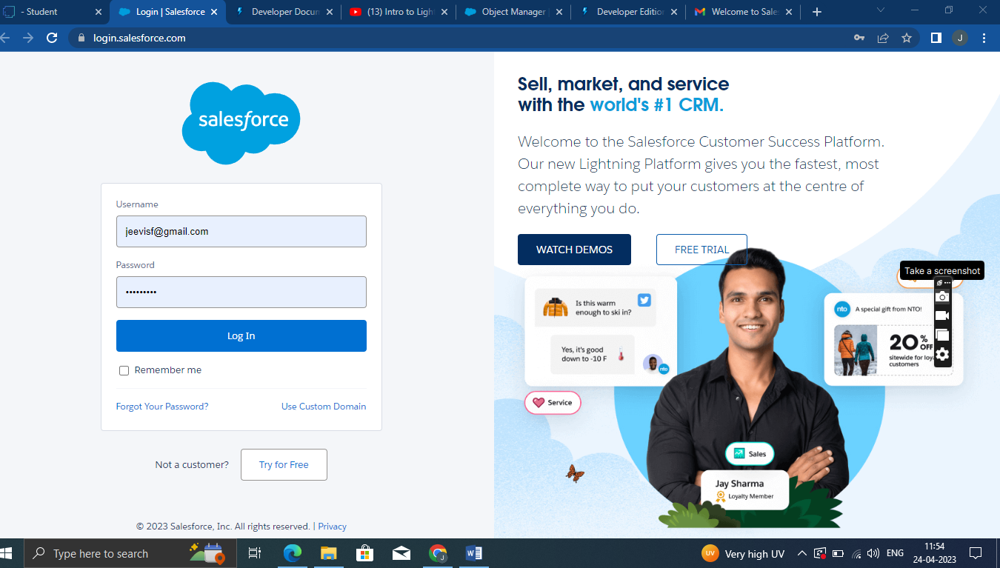 - Student
Login | Salesforce
Developer Docum
(13) Intro to Ligh
Object Manager
Developer Editio
Welcome to Sale
login.salesforce.com
J
salesforce
Username
jeevisf@gmail.com
Password
•••••••••
Log In
Remember me
Forgot Your Password?
Use Custom Domain
Not a customer?
Try for Free
© 2023 Salesforce, Inc. All rights reserved. | Privacy
Sell, market, and service
with the world's #1 CRM.
Welcome to the Salesforce Customer Success Platform.
Our new Lightning Platform gives you the fastest, most
complete way to put your customers at the centre of
everything you do.
WATCH DEMOS
FREE TRIAL
Take a screenshot
Is this warm
enough to ski in?
Yes, it's good
down to -10 F
nto
Service
nto
A special gift from NTO!
20% OFF
sitewide for loy
customers
Sales
Jay Sharma
Loyalty Member
Type here to search
J
W
UV
Very high UV
ENG
11:54
24-04-2023